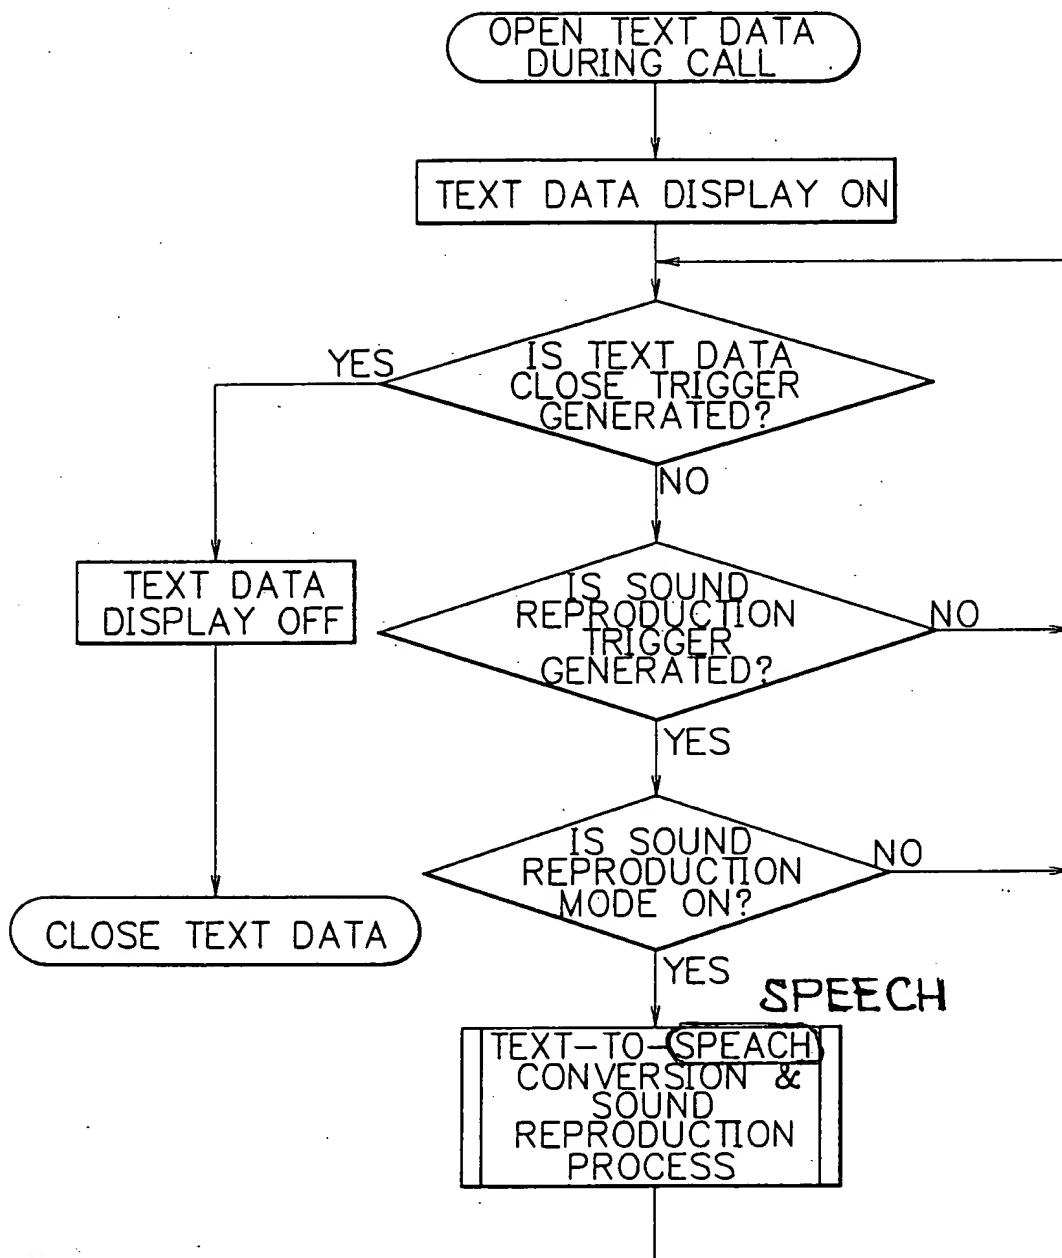 OPEN TEXT DATA
DURING CALL
TEXT DATA DISPLAY ON
IS TEXT DATA
CLOSE TRIGGER
GENERATED?
YES
NO
TEXT DATA
DISPLAY OFF
IS SOUND
REPRODUCTION
TRIGGER
GENERATED?
NO
YES
IS SOUND
REPRODUCTION
MODE ON?
NO
CLOSE TEXT DATA
YES
SPEECH
TEXT-TO-SPEACH
CONVERSION &
SOUND
REPRODUCTION
PROCESS